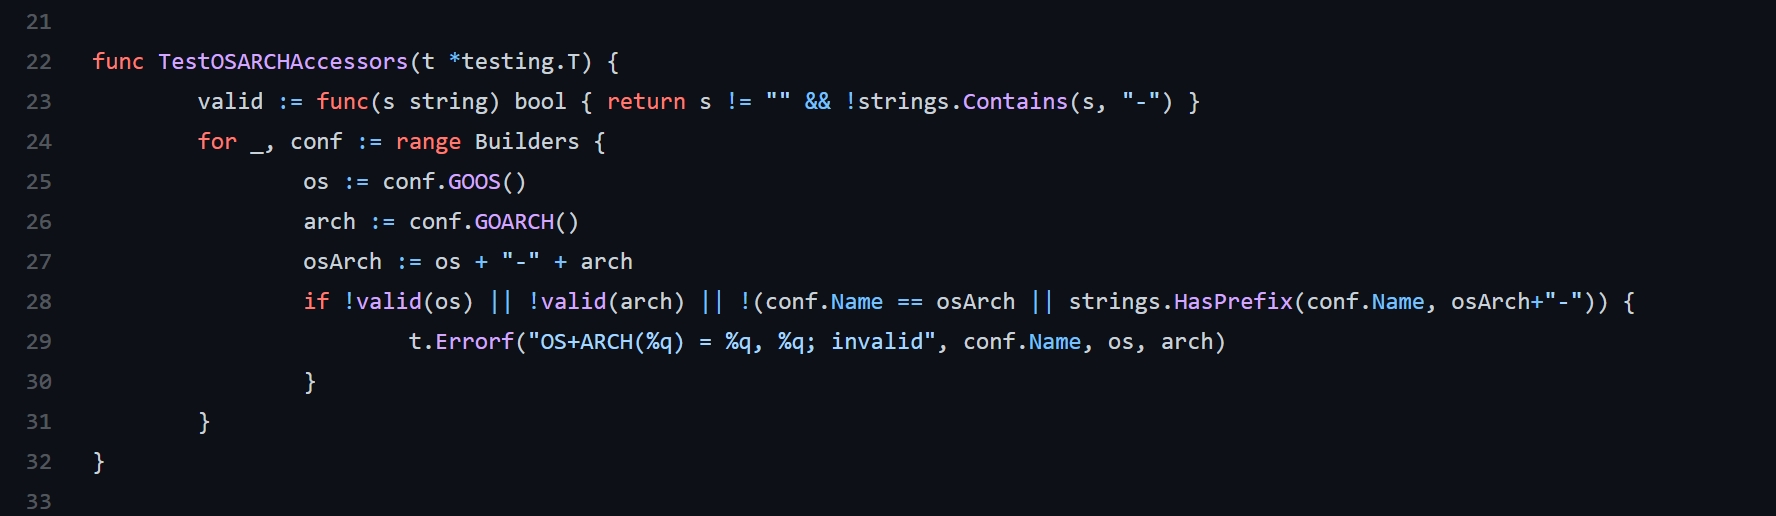 21
22 func TestOSARCHAccessors(t *testing.T) {
23 valid := func(s string) bool { return s != "" && !strings.Contains(s, "-") }
24 for _, conf := range Builders {
25 os := conf.GOOS()
26 arch := conf.GOARCH()
27 osArch := os + "-" + arch
28 if !valid(os) || !valid(arch) || !(conf.Name == osArch || strings.HasPrefix(conf.Name, osArch+"-")) {
29 t.Errorf("OS+ARCH(%q) = %q, %q; invalid", conf.Name, os, arch)
30 }
31 }
32 }
33